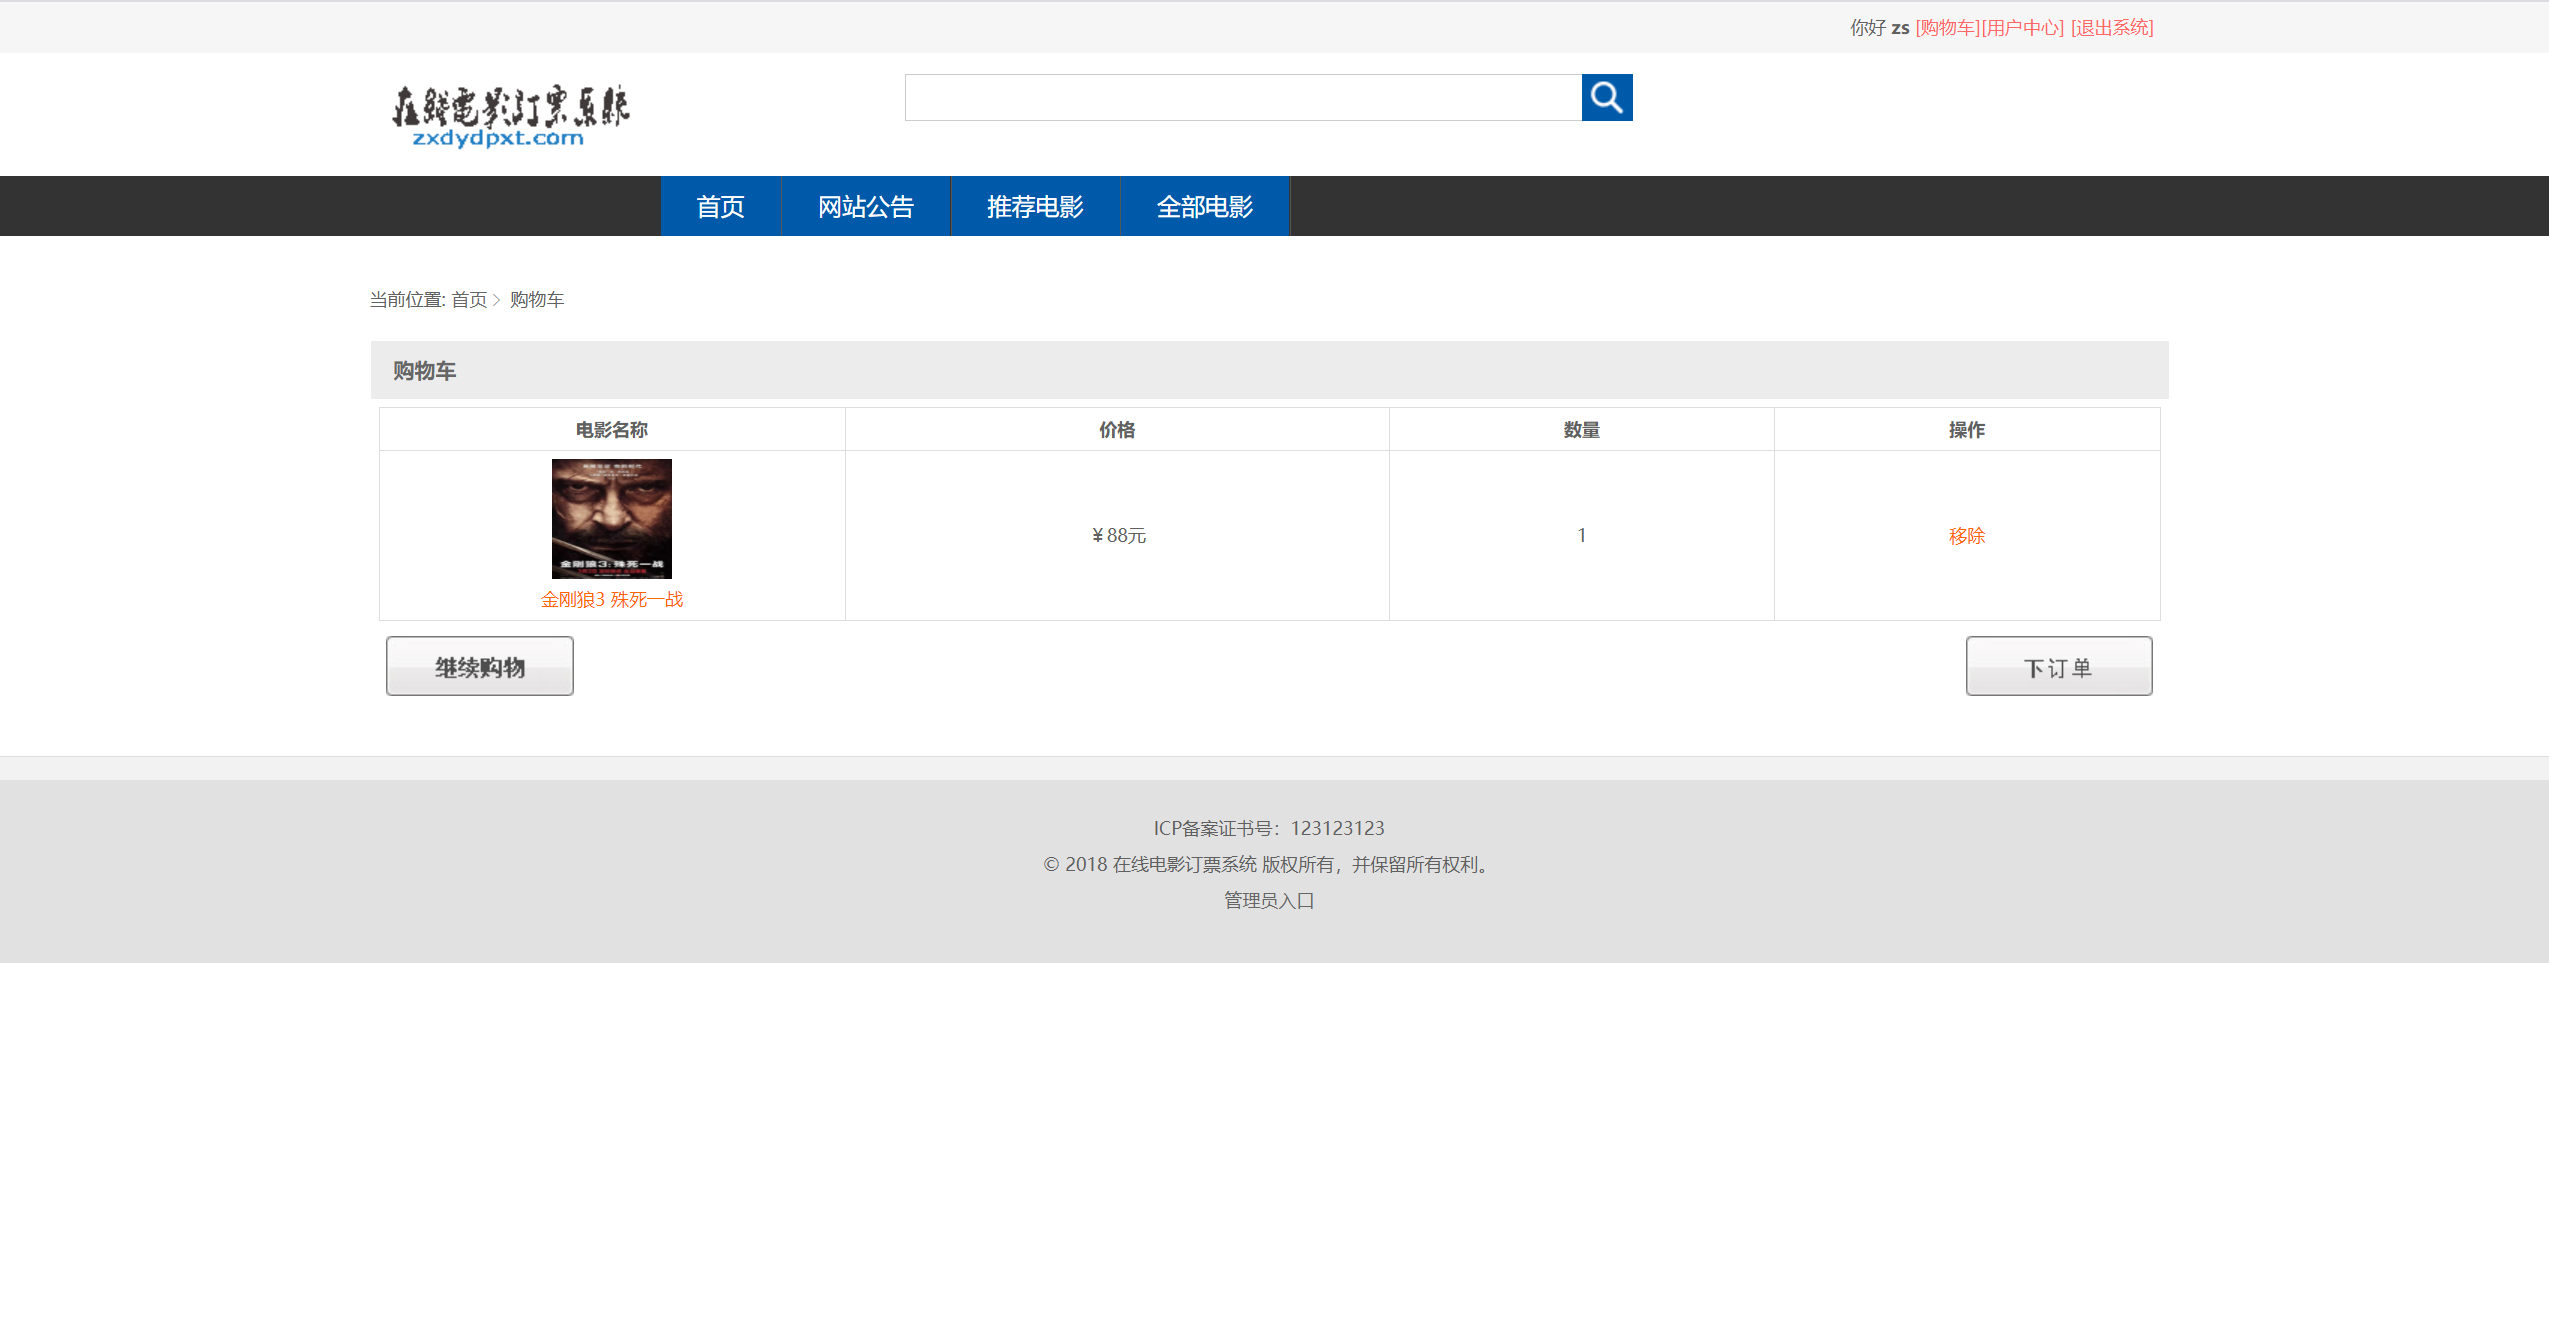 你好 zs [购物车][用户中心] [退出系统]
在线电影订票系统
zxdydpxt.com
首页 网站公告 推荐电影 全部电影
当前位置: 首页 > 购物车
购物车
电影名称 价格 数量 操作
金刚狼3:殊死一战
¥88元 1 移除
金刚狼3 殊死一战
继续购物 下订单
ICP备案证书号：123123123
© 2018 在线电影订票系统 版权所有，并保留所有权利。
管理员入口